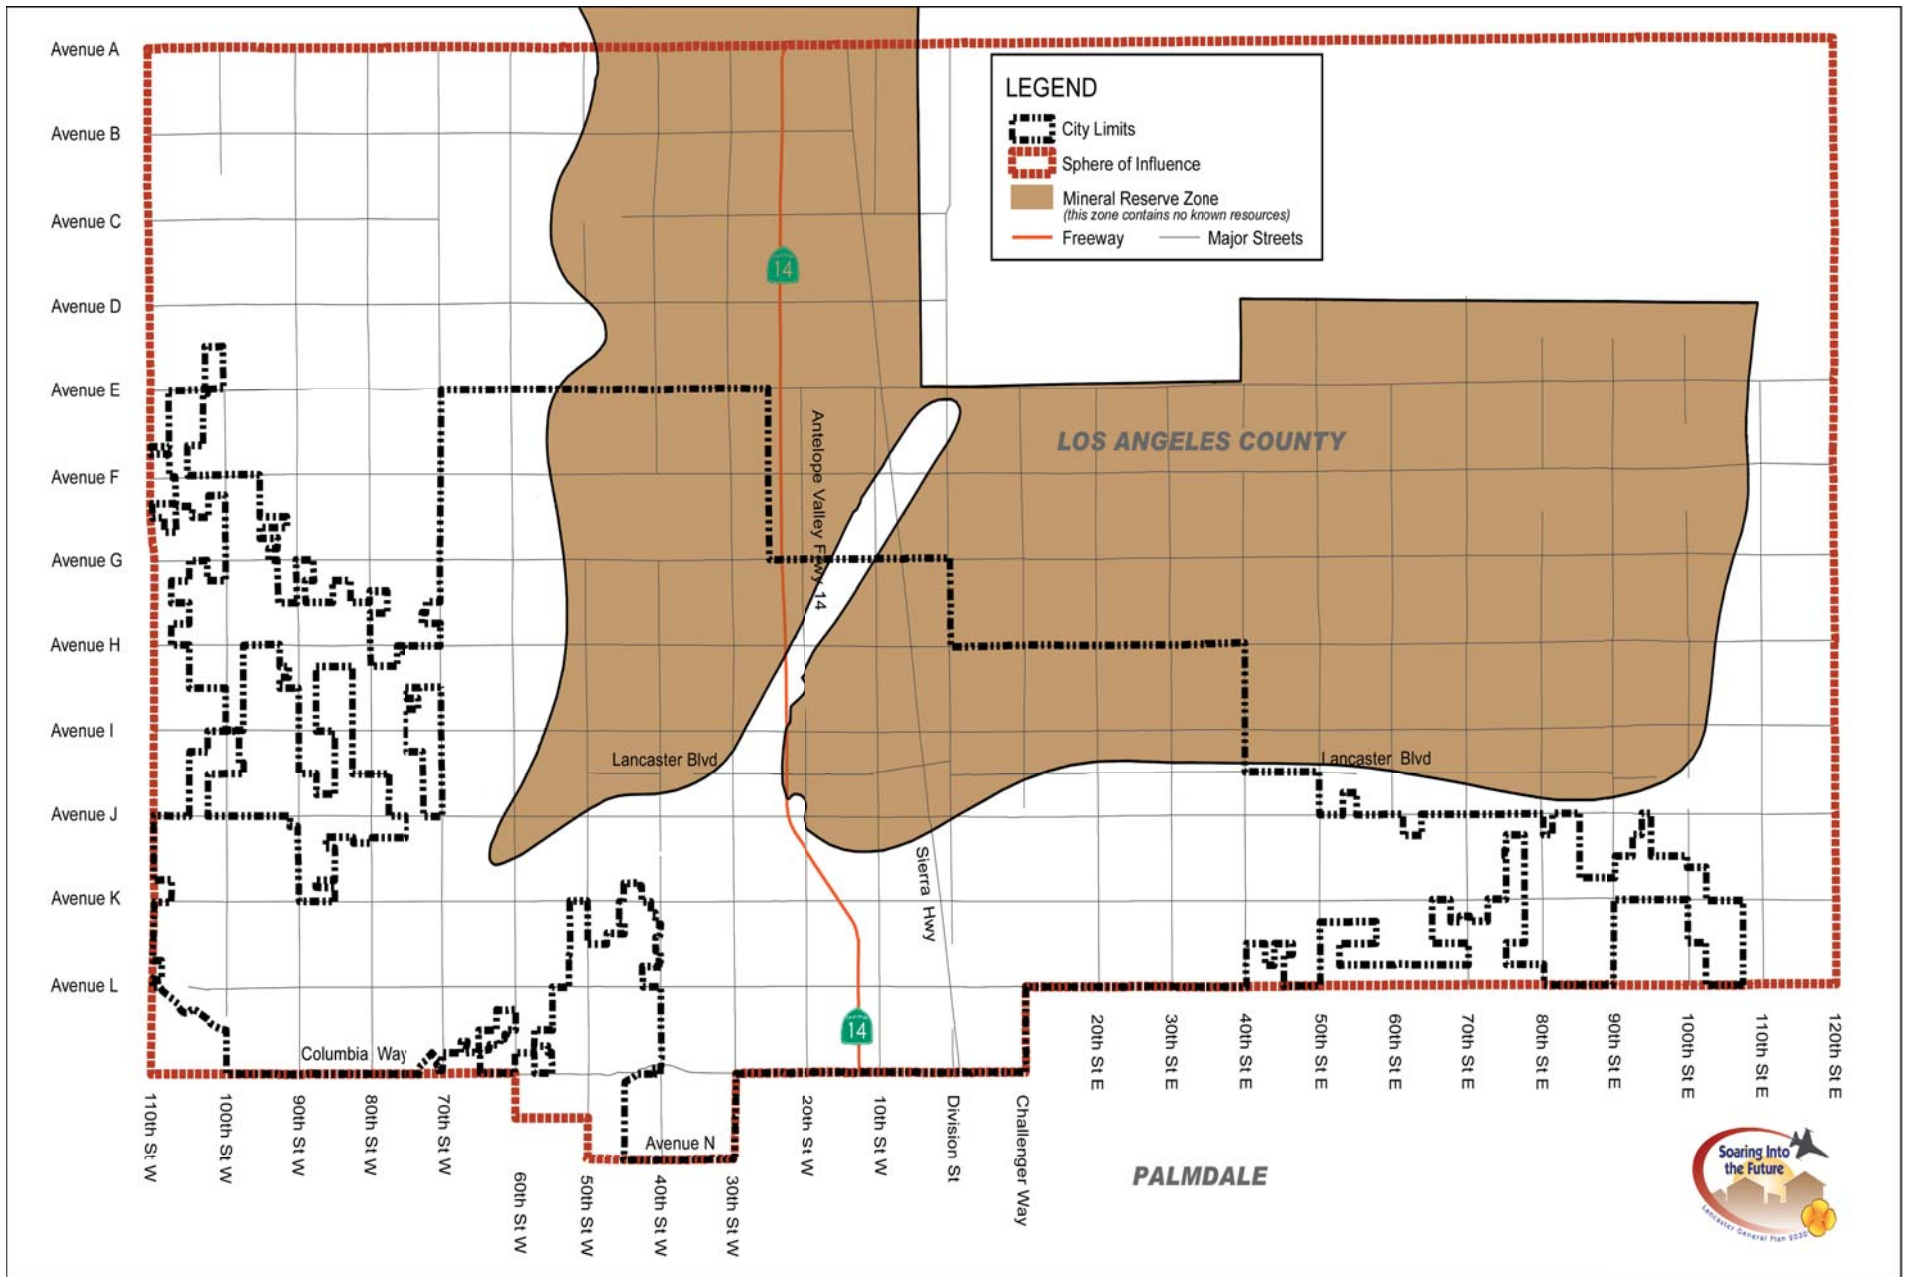 Avenue A
Avenue B
Avenue C
Avenue D
Avenue E
Avenue F
Avenue G
Avenue H
Avenue I
Avenue J
Avenue K
Avenue L
LEGEND
City Limits
Sphere of Influence
Mineral Reserve Zone
(this zone contains no known resources)
Freeway
Major Streets
14
LOS ANGELES COUNTY
Antelope Valley Frwy 14
Lancaster Blvd
Lancaster Blvd
Sierra Hwy
14
Columbia Way
Avenue N
110th St W
100th St W
90th St W
80th St W
70th St W
60th St W
50th St W
40th St W
30th St W
20th St W
10th St W
Division St
Challenger Way
20th St E
30th St E
40th St E
50th St E
60th St E
70th St E
80th St E
90th St E
100th St E
110th St E
120th St E
PALMDALE
Soaring Into
the Future
Lancaster General Plan 2030